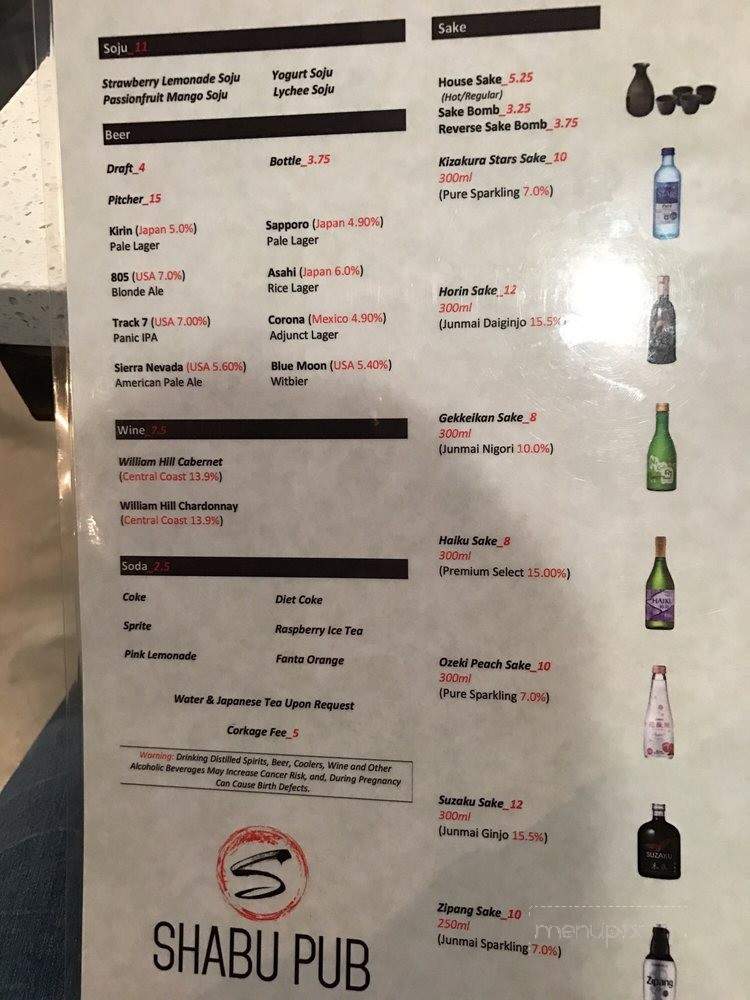 Soju_11
Strawberry Lemonade Soju
Yogurt Soju
Passionfruit Mango Soju
Lychee Soju
Beer
Draft_4
Bottle_3.75
Pitcher_15
Kirin (Japan 5.0%)
Pale Lager
Sapporo (Japan 4.90%)
Pale Lager
805 (USA 7.0%)
Blonde Ale
Asahi (Japan 6.0%)
Rice Lager
Track 7 (USA 7.00%)
Panic IPA
Corona (Mexico 4.90%)
Adjunct Lager
Sierra Nevada (USA 5.60%)
American Pale Ale
Blue Moon (USA 5.40%)
Witbier
Wine_7.5
William Hill Cabernet
(Central Coast 13.9%)
William Hill Chardonnay
(Central Coast 13.9%)
Soda_2.5
Coke
Diet Coke
Sprite
Raspberry Ice Tea
Pink Lemonade
Fanta Orange
Water & Japanese Tea Upon Request
Corkage Fee_5
Warning: Drinking Distilled Spirits, Beer, Coolers, Wine and Other
Alcoholic Beverages May Increase Cancer Risk, and, During Pregnancy
Can Cause Birth Defects.
S
SHABU PUB
Sake
House Sake_5.25
(Hot/Regular)
Sake Bomb_3.25
Reverse Sake Bomb_3.75
Kizakura Stars Sake_10
300ml
(Pure Sparkling 7.0%)
Horin Sake_12
300ml
(Junmai Daiginjo 15.5%
Gekkeikan Sake_8
300ml
(Junmai Nigori 10.0%)
Haiku Sake_8
300ml
(Premium Select 15.00%)
HAIKU
Ozeki Peach Sake_10
300ml
(Pure Sparkling 7.0%)
Suzaku Sake_12
300ml
(Junmai Ginjo 15.5%)
SUZAKU
Zipang Sake_10
250ml
(Junmai Sparkling 7.0%)
Zipang